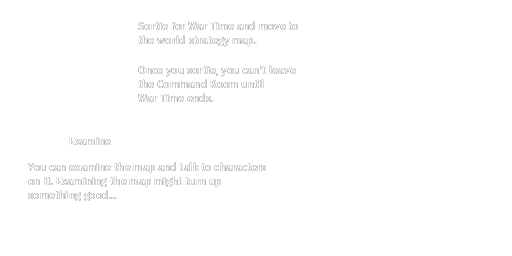 Sortie for War Time and move to
the world strategy map.
Once you sortie, you can't leave
the Command Room until
War Time ends.
Examine
You can examine the map and talk to characters
on it. Examining the map might turn up
something good...